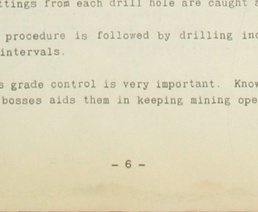 ttings from each drill hole are caught a
procedure is followed by drilling inc
intervals.
s grade control is very important. Know
bosses aids them in keeping mining ope
- 6 -